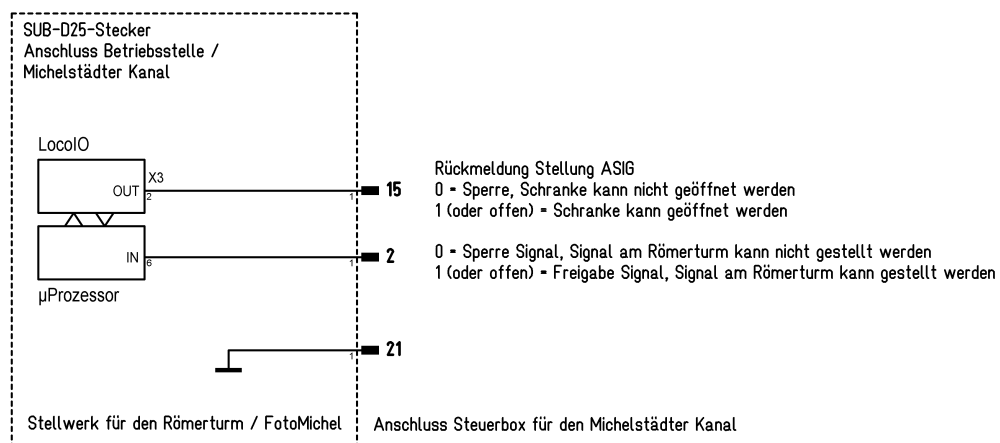 SUB-D25-Stecker
Anschluss Betriebsstelle /
Michelstädter Kanal
LocoIO
OUT
X3
2
1
15
Rückmeldung Stellung ASIG
0 = Sperre, Schranke kann nicht geöffnet werden
1 (oder offen) = Schranke kann geöffnet werden
IN
6
1
2
0 = Sperre Signal, Signal am Römerturm kann nicht gestellt werden
1 (oder offen) = Freigabe Signal, Signal am Römerturm kann gestellt werden
µProzessor
1
21
Stellwerk für den Römerturm / FotoMichel
Anschluss Steuerbox für den Michelstädter Kanal